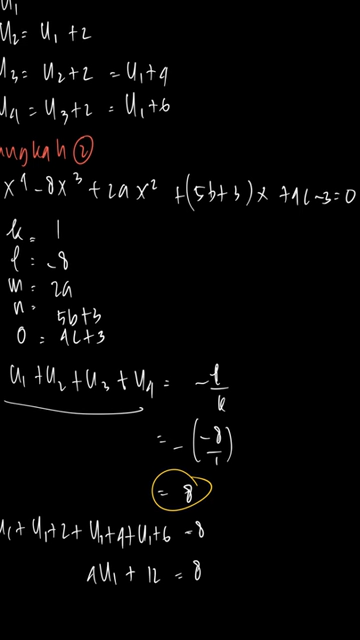 U₁
U₂ = U₁ + 2
U₃ = U₂ + 2 = U₁ + 4
U₄ = U₃ + 2 = U₁ + 6
angkah ②
x⁴ - 8x³ + 2a x² + (5b+3)x + 4c - 3 = 0
k = 1
l = -8
m = 2a
n = 5b+3
o = 4c+3
U₁ + U₂ + U₃ + U₄ = - l/k
= - (-8/1)
= 8
U₁ + U₁+2 + U₁+4 + U₁+6 = 8
4U₁ + 12 = 8